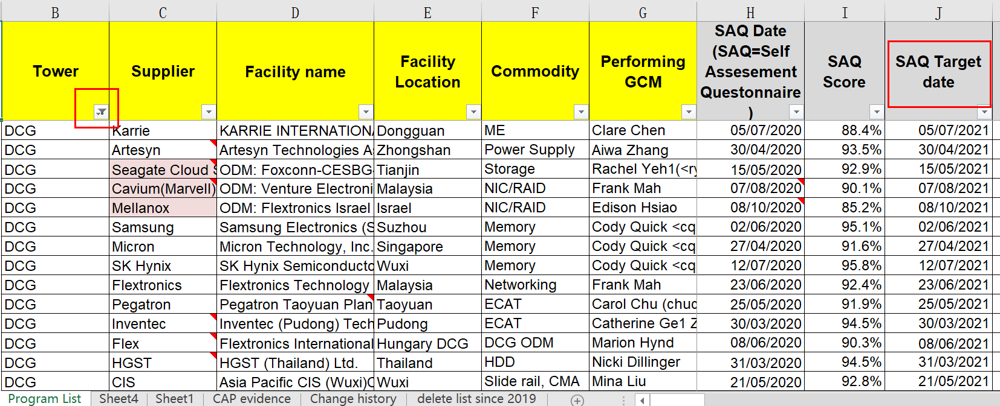 B C D E F G H I J
Tower Supplier Facility name Facility Location Commodity Performing GCM SAQ Date (SAQ=Self Assesement Questonnaire ) SAQ Score SAQ Target date
DCG Karrie KARRIE INTERNATION Dongguan ME Clare Chen 05/07/2020 88.4% 05/07/2021
DCG Artesyn Artesyn Technologies As Zhongshan Power Supply Aiwa Zhang 30/04/2020 93.5% 30/04/2021
DCG Seagate Cloud S ODM: Foxconn-CESBG- Tianjin Storage Rachel Yeh1(<ry 15/05/2020 92.9% 15/05/2021
DCG Cavium(Marvell) ODM: Venture Electroni Malaysia NIC/RAID Frank Mah 07/08/2020 90.1% 07/08/2021
DCG Mellanox ODM: Flextronics Israel Israel NIC/RAID Edison Hsiao 08/10/2020 85.2% 08/10/2021
DCG Samsung Samsung Electronics (S Suzhou Memory Cody Quick <cq 02/06/2020 95.1% 02/06/2021
DCG Micron Micron Technology, Inc. Singapore Memory Cody Quick <cq 27/04/2020 91.6% 27/04/2021
DCG SK Hynix SK Hynix Semiconducto Wuxi Memory Cody Quick <cq 12/07/2020 95.8% 12/07/2021
DCG Flextronics Flextronics Technology Malaysia Networking Frank Mah 23/06/2020 92.4% 23/06/2021
DCG Pegatron Pegatron Taoyuan Plan Taoyuan ECAT Carol Chu (chuc 25/05/2020 91.9% 25/05/2021
DCG Inventec Inventec (Pudong) Tech Pudong ECAT Catherine Ge1 Z 30/03/2020 94.5% 30/03/2021
DCG Flex Flextronics International Hungary DCG DCG ODM Marion Hynd 08/06/2020 90.3% 08/06/2021
DCG HGST HGST (Thailand) Ltd. Thailand HDD Nicki Dillinger 31/03/2020 94.5% 31/03/2021
DCG CIS Asia Pacific CIS (Wuxi)C Wuxi Slide rail, CMA Mina Liu 21/05/2020 92.8% 21/05/2021
Program List Sheet4 Sheet1 CAP evidence Change history delete list since 2019